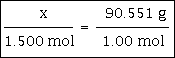 x / 1.500 mol = 90.551 g / 1.00 mol